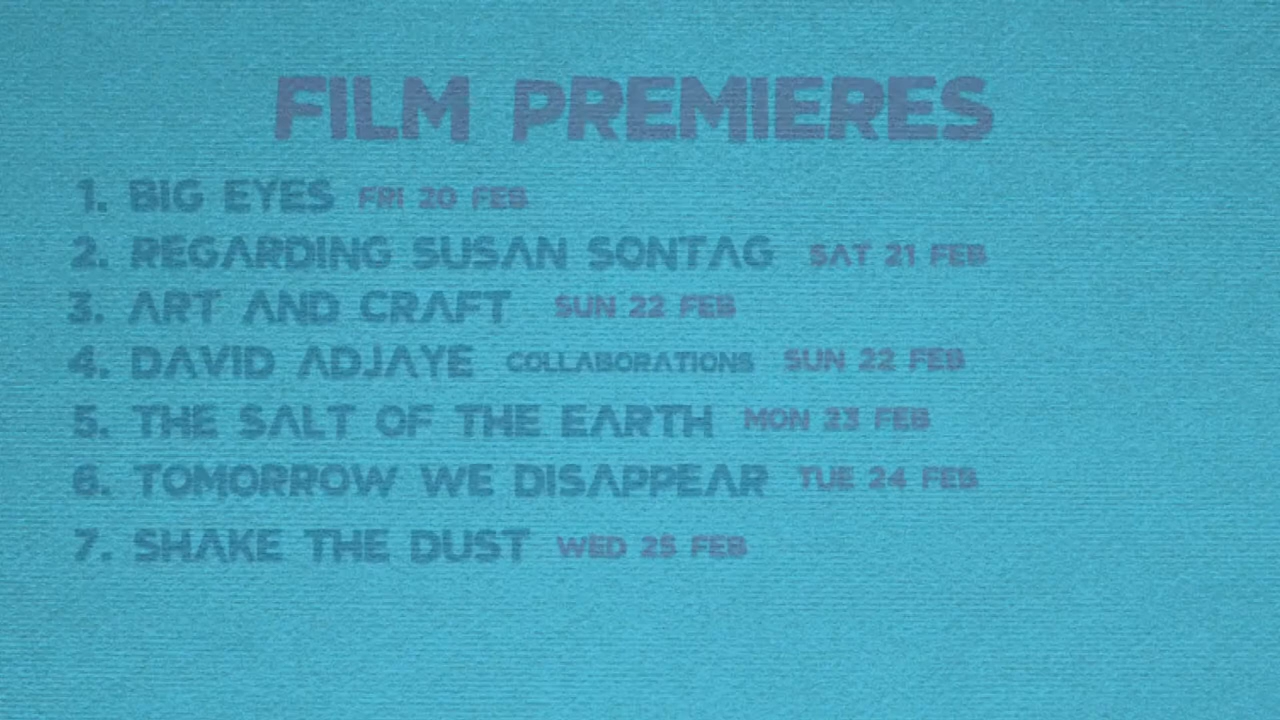 FILM PREMIERES
1. BIG EYES FRI 20 FEB
2. REGARDING SUSAN SONTAG SAT 21 FEB
3. ART AND CRAFT SUN 22 FEB
4. DAVID ADJAYE COLLABORATIONS SUN 22 FEB
5. THE SALT OF THE EARTH MON 23 FEB
6. TOMORROW WE DISAPPEAR TUE 24 FEB
7. SHAKE THE DUST WED 25 FEB